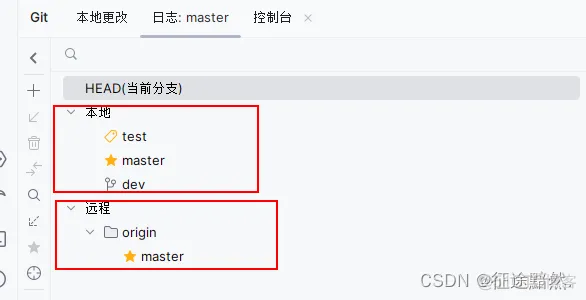 Git 本地更改 日志: master 控制台
HEAD(当前分支)
本地
test
master
dev
远程
origin
master
CSDN @征途黯然.